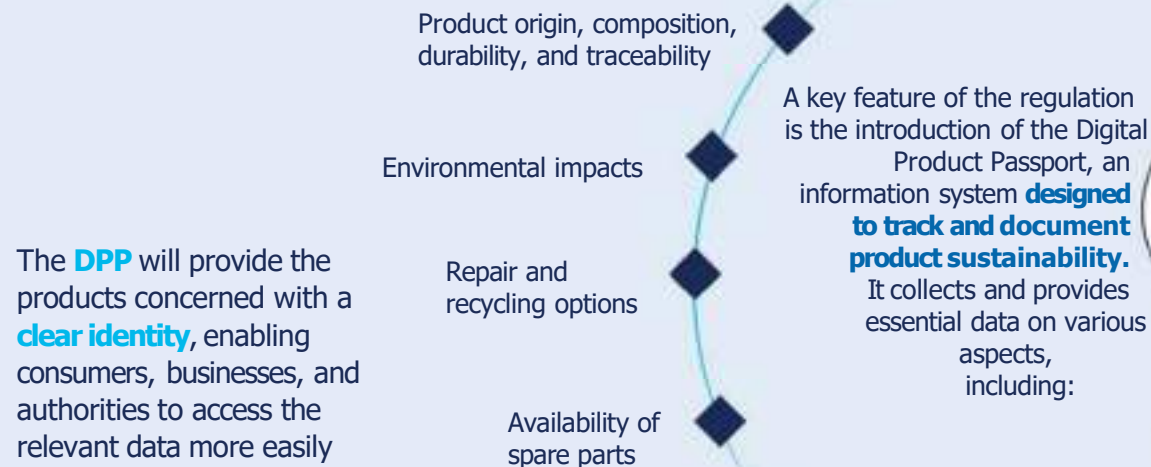 Product origin, composition,
durability, and traceability
A key feature of the regulation
is the introduction of the Digital
Product Passport, an
information system designed
to track and document
product sustainability.
It collects and provides
essential data on various
aspects,
including:
Environmental impacts
The DPP will provide the
products concerned with a
clear identity, enabling
consumers, businesses, and
authorities to access the
relevant data more easily
Repair and
recycling options
Availability of
spare parts